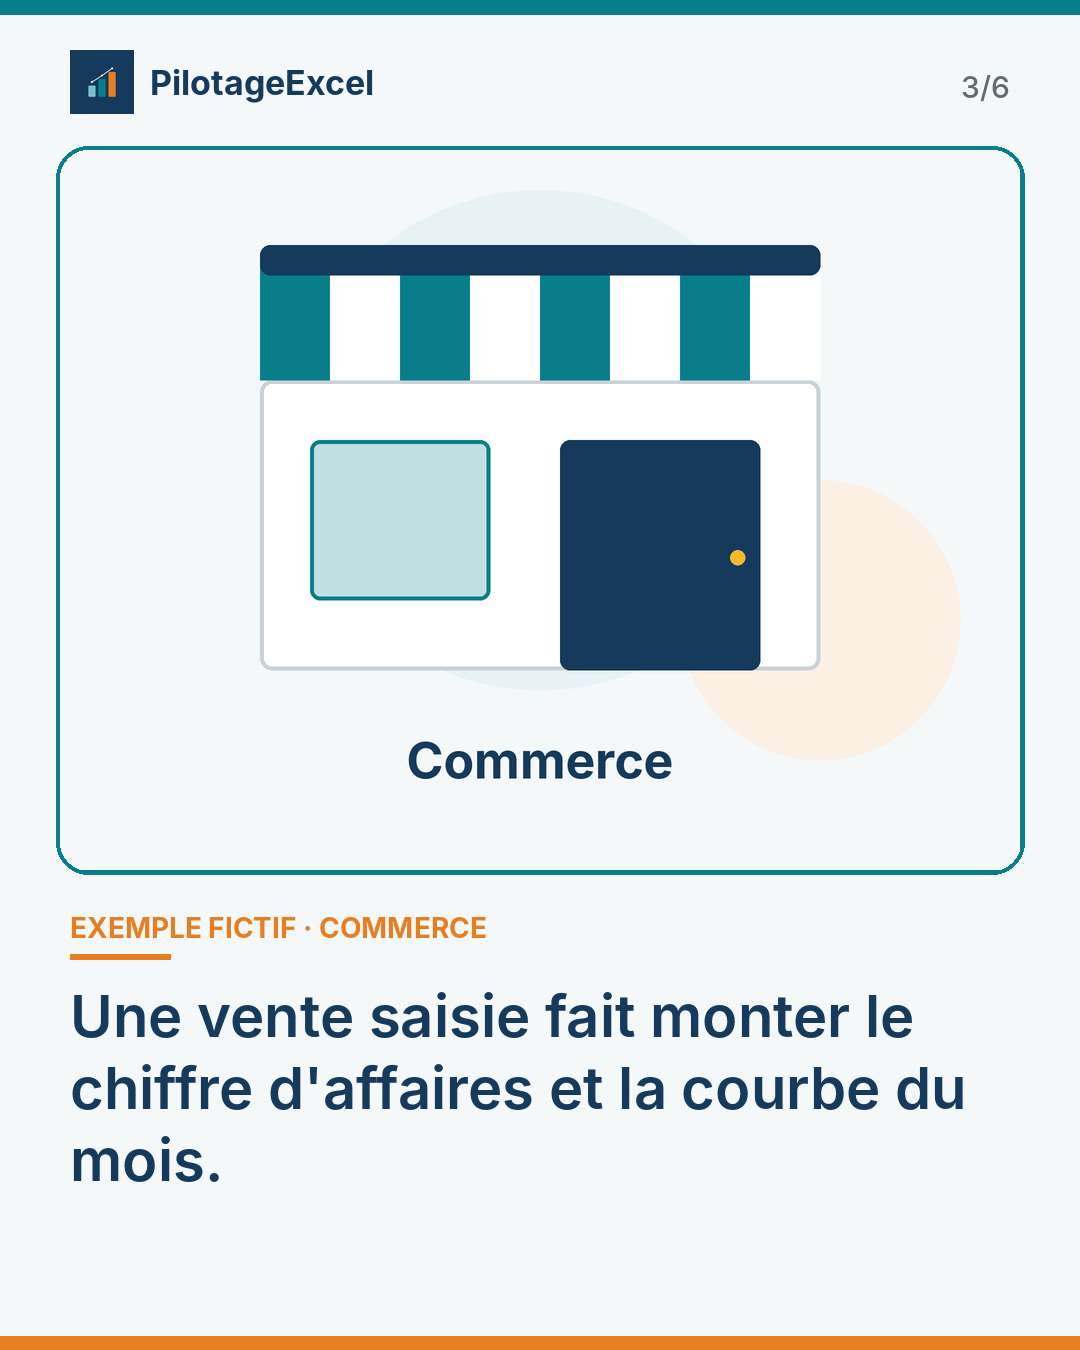 PilotageExcel
3/6
Commerce
EXEMPLE FICTIF · COMMERCE
Une vente saisie fait monter le
chiffre d'affaires et la courbe du
mois.